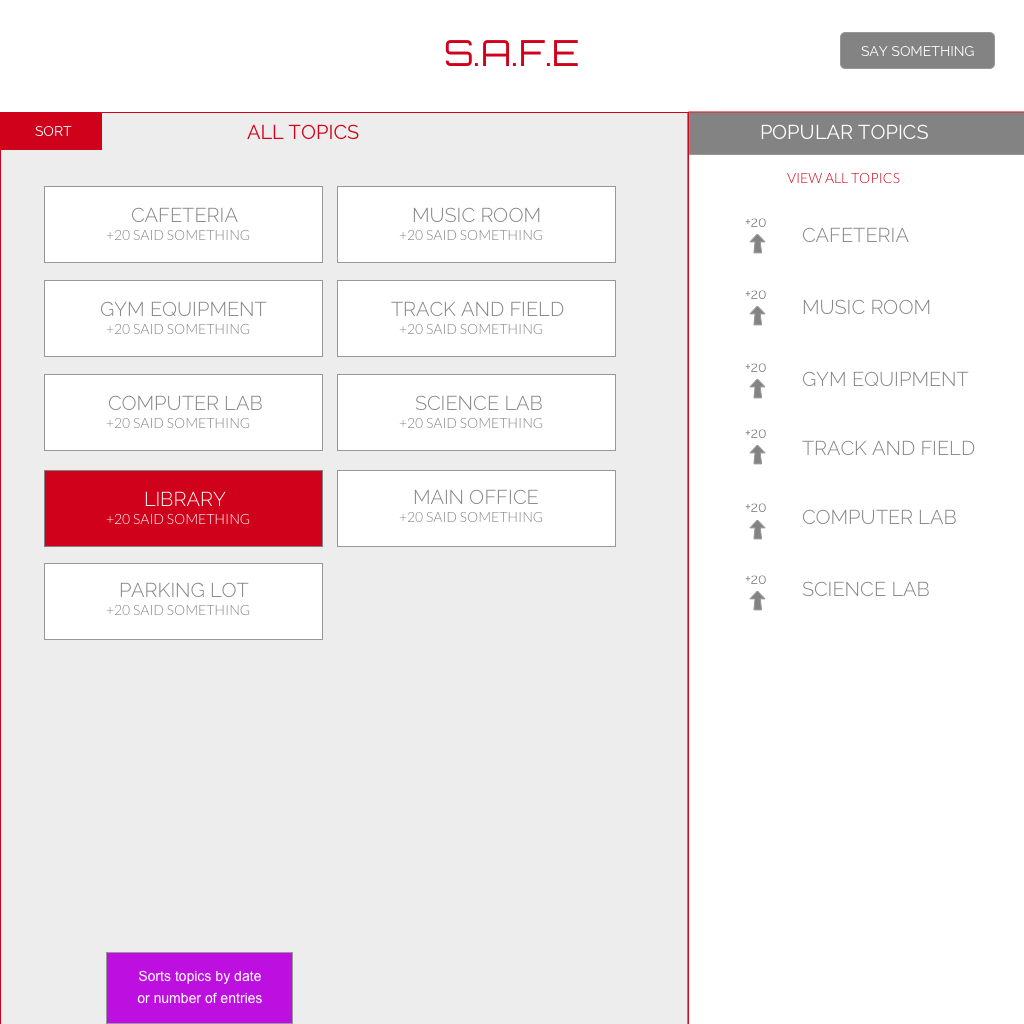 S.A.F.E
SAY SOMETHING
SORT
ALL TOPICS
CAFETERIA
+20 SAID SOMETHING
MUSIC ROOM
+20 SAID SOMETHING
GYM EQUIPMENT
+20 SAID SOMETHING
TRACK AND FIELD
+20 SAID SOMETHING
COMPUTER LAB
+20 SAID SOMETHING
SCIENCE LAB
+20 SAID SOMETHING
LIBRARY
+20 SAID SOMETHING
MAIN OFFICE
+20 SAID SOMETHING
PARKING LOT
+20 SAID SOMETHING
Sorts topics by date
or number of entries
POPULAR TOPICS
VIEW ALL TOPICS
+20
CAFETERIA
+20
MUSIC ROOM
+20
GYM EQUIPMENT
+20
TRACK AND FIELD
+20
COMPUTER LAB
+20
SCIENCE LAB